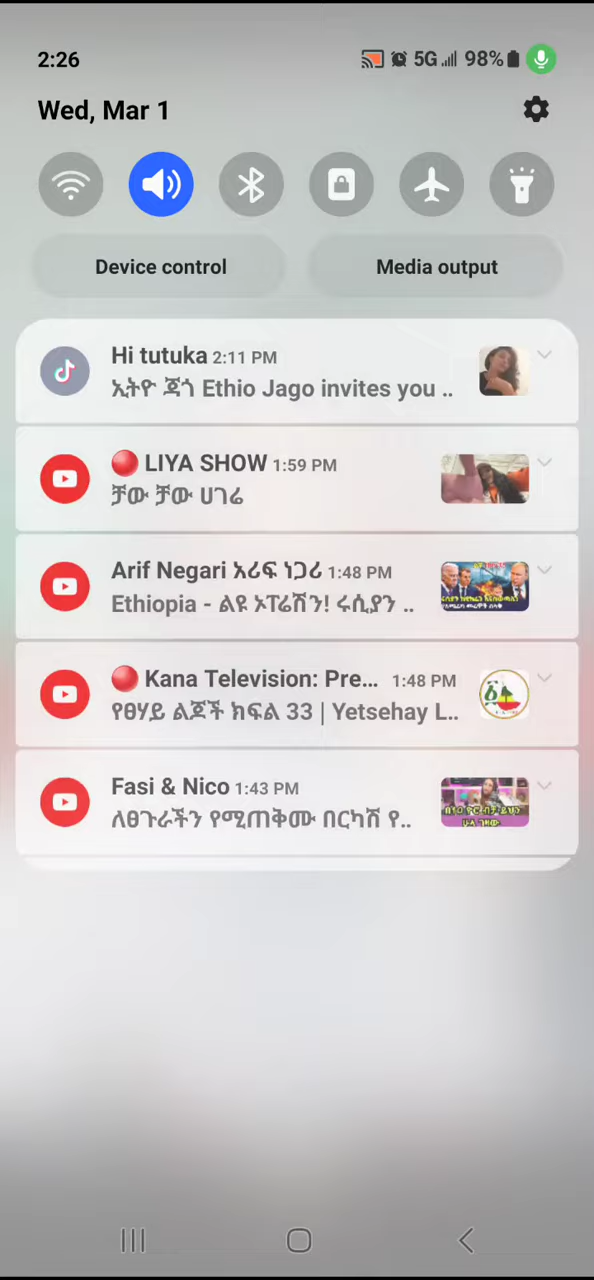 2:26
5G 98%
Wed, Mar 1
Device control
Media output
Hi tutuka 2:11 PM
ኢትዮ ጃጎ Ethio Jago invites you ..
LIYA SHOW 1:59 PM
ቻው ቻው ሀገሬ
Arif Negari አሪፍ ነጋሪ 1:48 PM
Ethiopia - ልዩ ኦፐሬሽን! ሩሲያን ..
Kana Television: Pre... 1:48 PM
የፀሃይ ልጆች ክፍል 33 | Yetsehay L..
Fasi & Nico 1:43 PM
ለፀጉራችን የሚጠቅሙ በርካሽ የ..